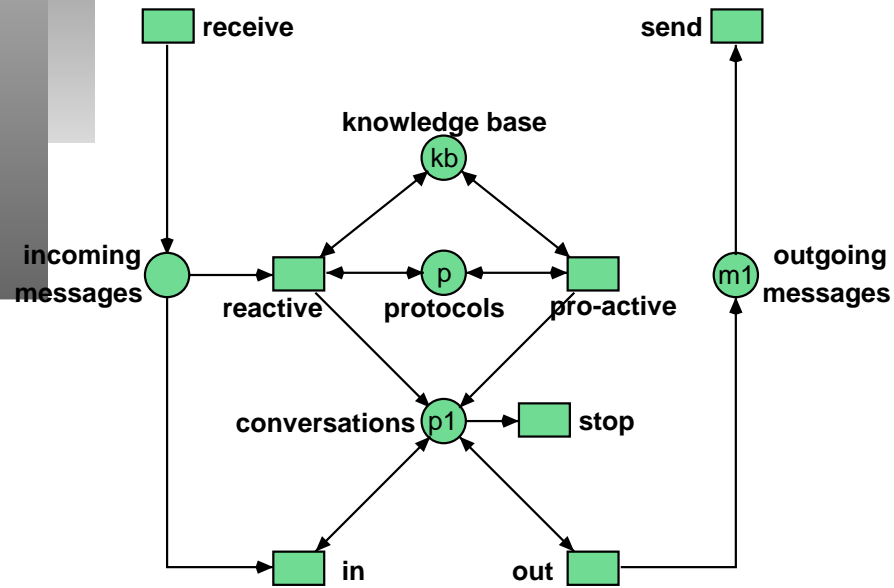 receive
send
knowledge base
kb
incoming
messages
reactive
p
protocols
pro-active
m1
outgoing
messages
conversations
p1
stop
in
out